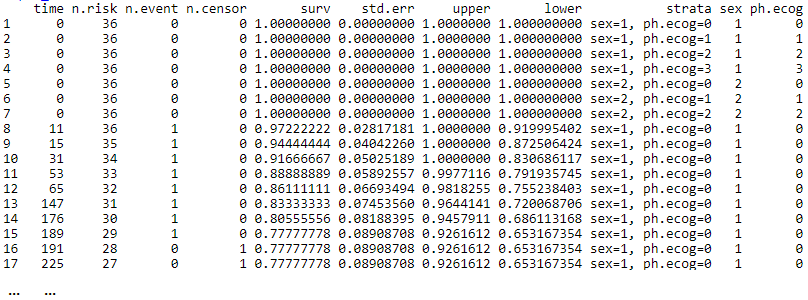 time n.risk n.event n.censor surv std.err upper lower strata sex ph.ecog
1 0 36 0 0 1.00000000 0.00000000 1.0000000 1.000000000 sex=1, ph.ecog=0 1 0
2 0 36 0 0 1.00000000 0.00000000 1.0000000 1.000000000 sex=1, ph.ecog=1 1 1
3 0 36 0 0 1.00000000 0.00000000 1.0000000 1.000000000 sex=1, ph.ecog=2 1 2
4 0 36 0 0 1.00000000 0.00000000 1.0000000 1.000000000 sex=1, ph.ecog=3 1 3
5 0 36 0 0 1.00000000 0.00000000 1.0000000 1.000000000 sex=2, ph.ecog=0 2 0
6 0 36 0 0 1.00000000 0.00000000 1.0000000 1.000000000 sex=2, ph.ecog=1 2 1
7 0 36 0 0 1.00000000 0.00000000 1.0000000 1.000000000 sex=2, ph.ecog=2 2 2
8 11 36 1 0 0.97222222 0.02817181 1.0000000 0.919995402 sex=1, ph.ecog=0 1 0
9 15 35 1 0 0.94444444 0.04042260 1.0000000 0.872506424 sex=1, ph.ecog=0 1 0
10 31 34 1 0 0.91666667 0.05025189 1.0000000 0.830686117 sex=1, ph.ecog=0 1 0
11 53 33 1 0 0.88888889 0.05892557 0.9977116 0.791935745 sex=1, ph.ecog=0 1 0
12 65 32 1 0 0.86111111 0.06693494 0.9818255 0.755238403 sex=1, ph.ecog=0 1 0
13 147 31 1 0 0.83333333 0.07453560 0.9644141 0.720068706 sex=1, ph.ecog=0 1 0
14 176 30 1 0 0.80555556 0.08188395 0.9457911 0.686113168 sex=1, ph.ecog=0 1 0
15 189 29 1 0 0.77777778 0.08908708 0.9261612 0.653167354 sex=1, ph.ecog=0 1 0
16 191 28 0 1 0.77777778 0.08908708 0.9261612 0.653167354 sex=1, ph.ecog=0 1 0
17 225 27 0 1 0.77777778 0.08908708 0.9261612 0.653167354 sex=1, ph.ecog=0 1 0
... ...